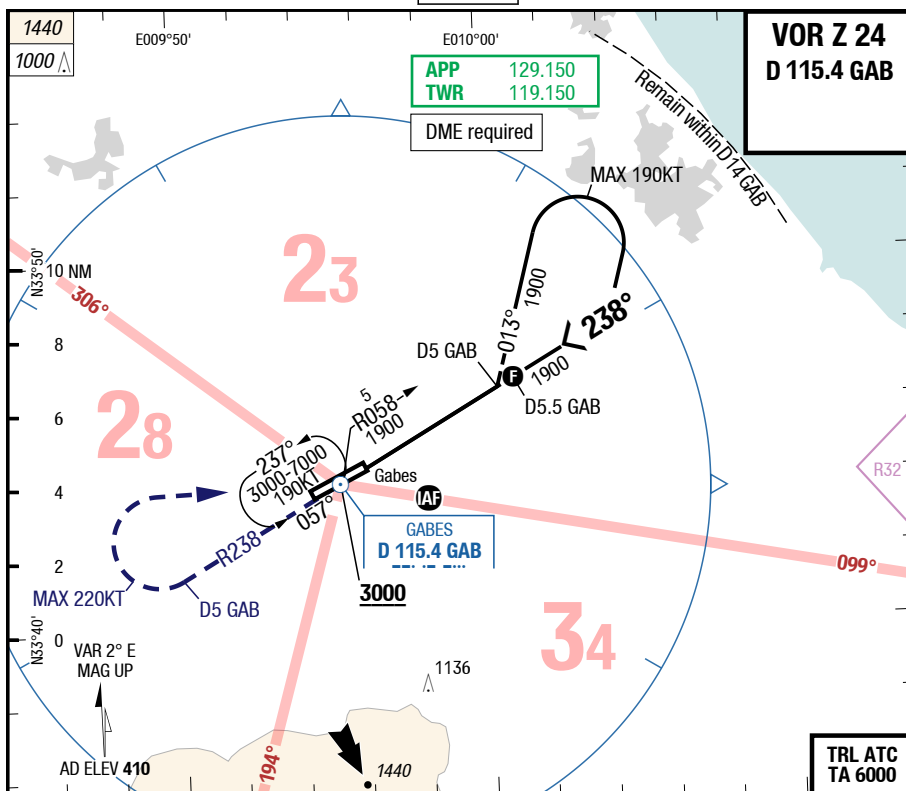 1440
1000
E009°50'
E010°00'
APP 129.150
TWR 119.150
DME required
VOR Z 24
D 115.4 GAB
Remain within D14 GAB
MAX 190KT
N33°50'
10 NM
306°
23
013°
1900
238°
1900
8
D5 GAB
F
D5.5 GAB
6
28
5
R058
1900
237°
3000-7000
190KT
057°
Gabes
4
IAF
R32
GABES
D 115.4 GAB
R238
099°
2
MAX 220KT
D5 GAB
3000
N33°40'
0
34
VAR 2° E
MAG UP
1136
AD ELEV 410
194°
1440
TRL ATC
TA 6000